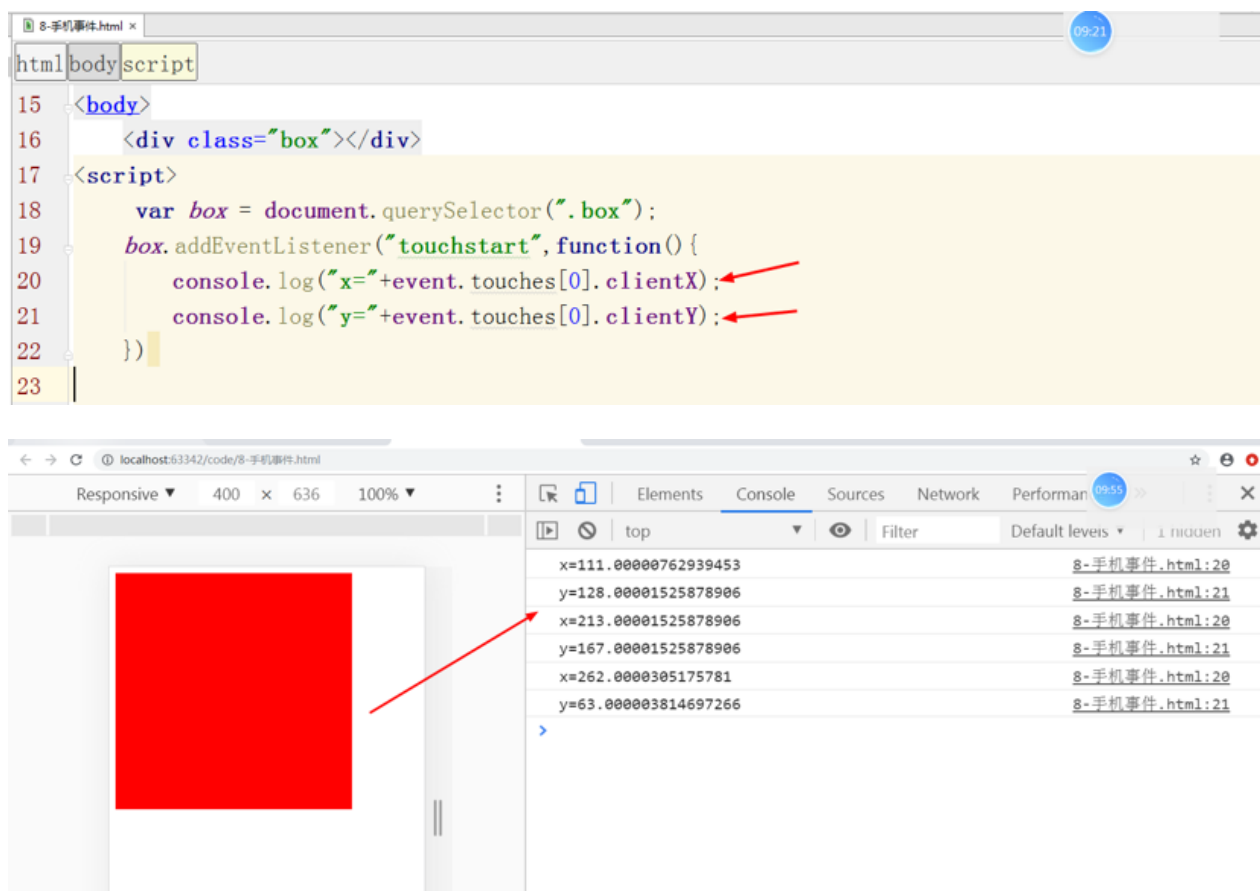 8-手机事件.html ×
09:21
html body script
15 <body>
16 <div class="box"></div>
17 <script>
18 var box = document.querySelector(".box");
19 box.addEventListener("touchstart",function(){
20 console.log("x="+event.touches[0].clientX);
21 console.log("y="+event.touches[0].clientY);
22 })
23
localhost:63342/code/8-手机事件.html
Responsive ▼ 400 × 636 100% ▼ Elements Console Sources Network Performan 09:55 »
top ▼ Filter Default levels ▼ 1 hidden
x=111.00000762939453 8-手机事件.html:20
y=128.00001525878906 8-手机事件.html:21
x=213.00001525878906 8-手机事件.html:20
y=167.00001525878906 8-手机事件.html:21
x=262.0000305175781 8-手机事件.html:20
y=63.000003814697266 8-手机事件.html:21
>